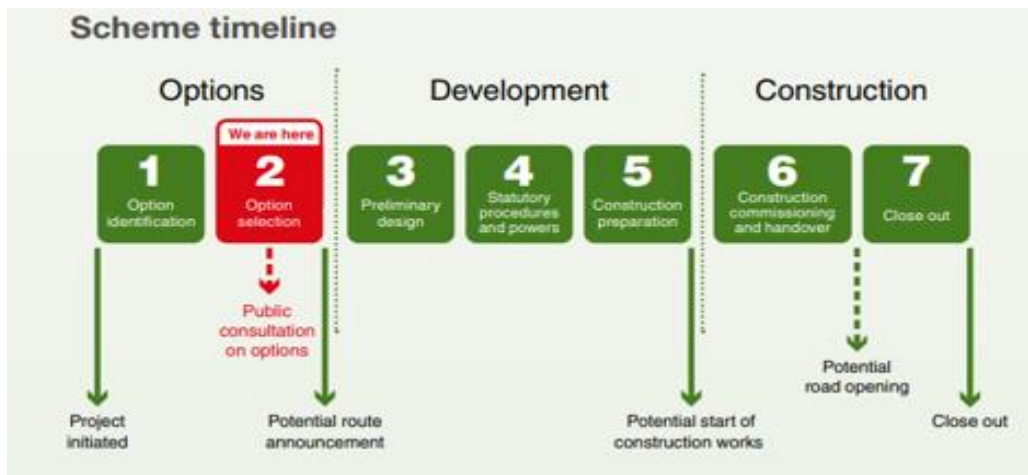 Scheme timeline
Options
Development
Construction
We are here
1
Option
identification
2
Option
selection
3
Preliminary
design
4
Statutory
procedures
and powers
5
Construction
preparation
6
Construction
commissioning
and handover
7
Close out
Public
consultation
on options
Potential
road opening
Project
initiated
Potential route
announcement
Potential start of
construction works
Close out